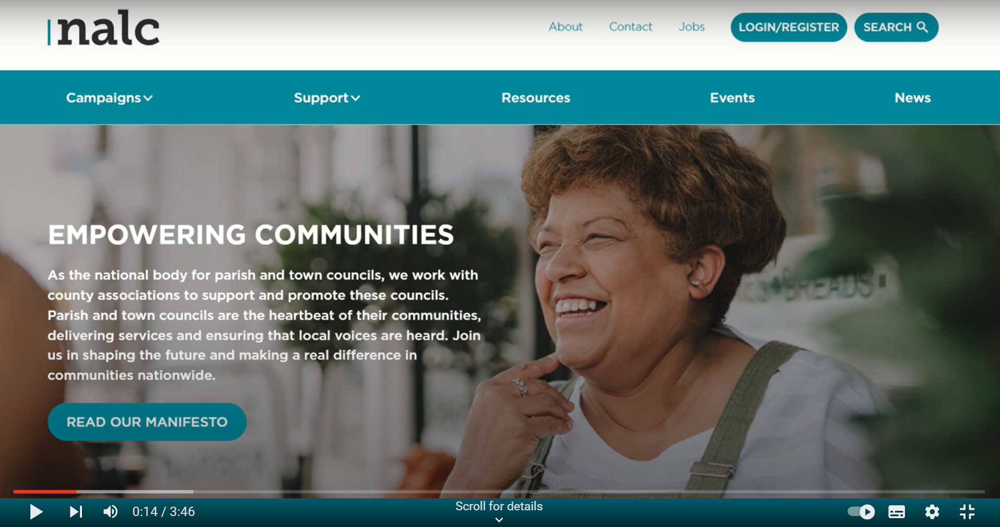 nalc
About Contact Jobs LOGIN/REGISTER SEARCH
Campaigns Support Resources Events News
EMPOWERING COMMUNITIES
As the national body for parish and town councils, we work with
county associations to support and promote these councils.
Parish and town councils are the heartbeat of their communities,
delivering services and ensuring that local voices are heard. Join
us in shaping the future and making a real difference in
communities nationwide.
BREADS
READ OUR MANIFESTO
Scroll for details
0:14 / 3:46